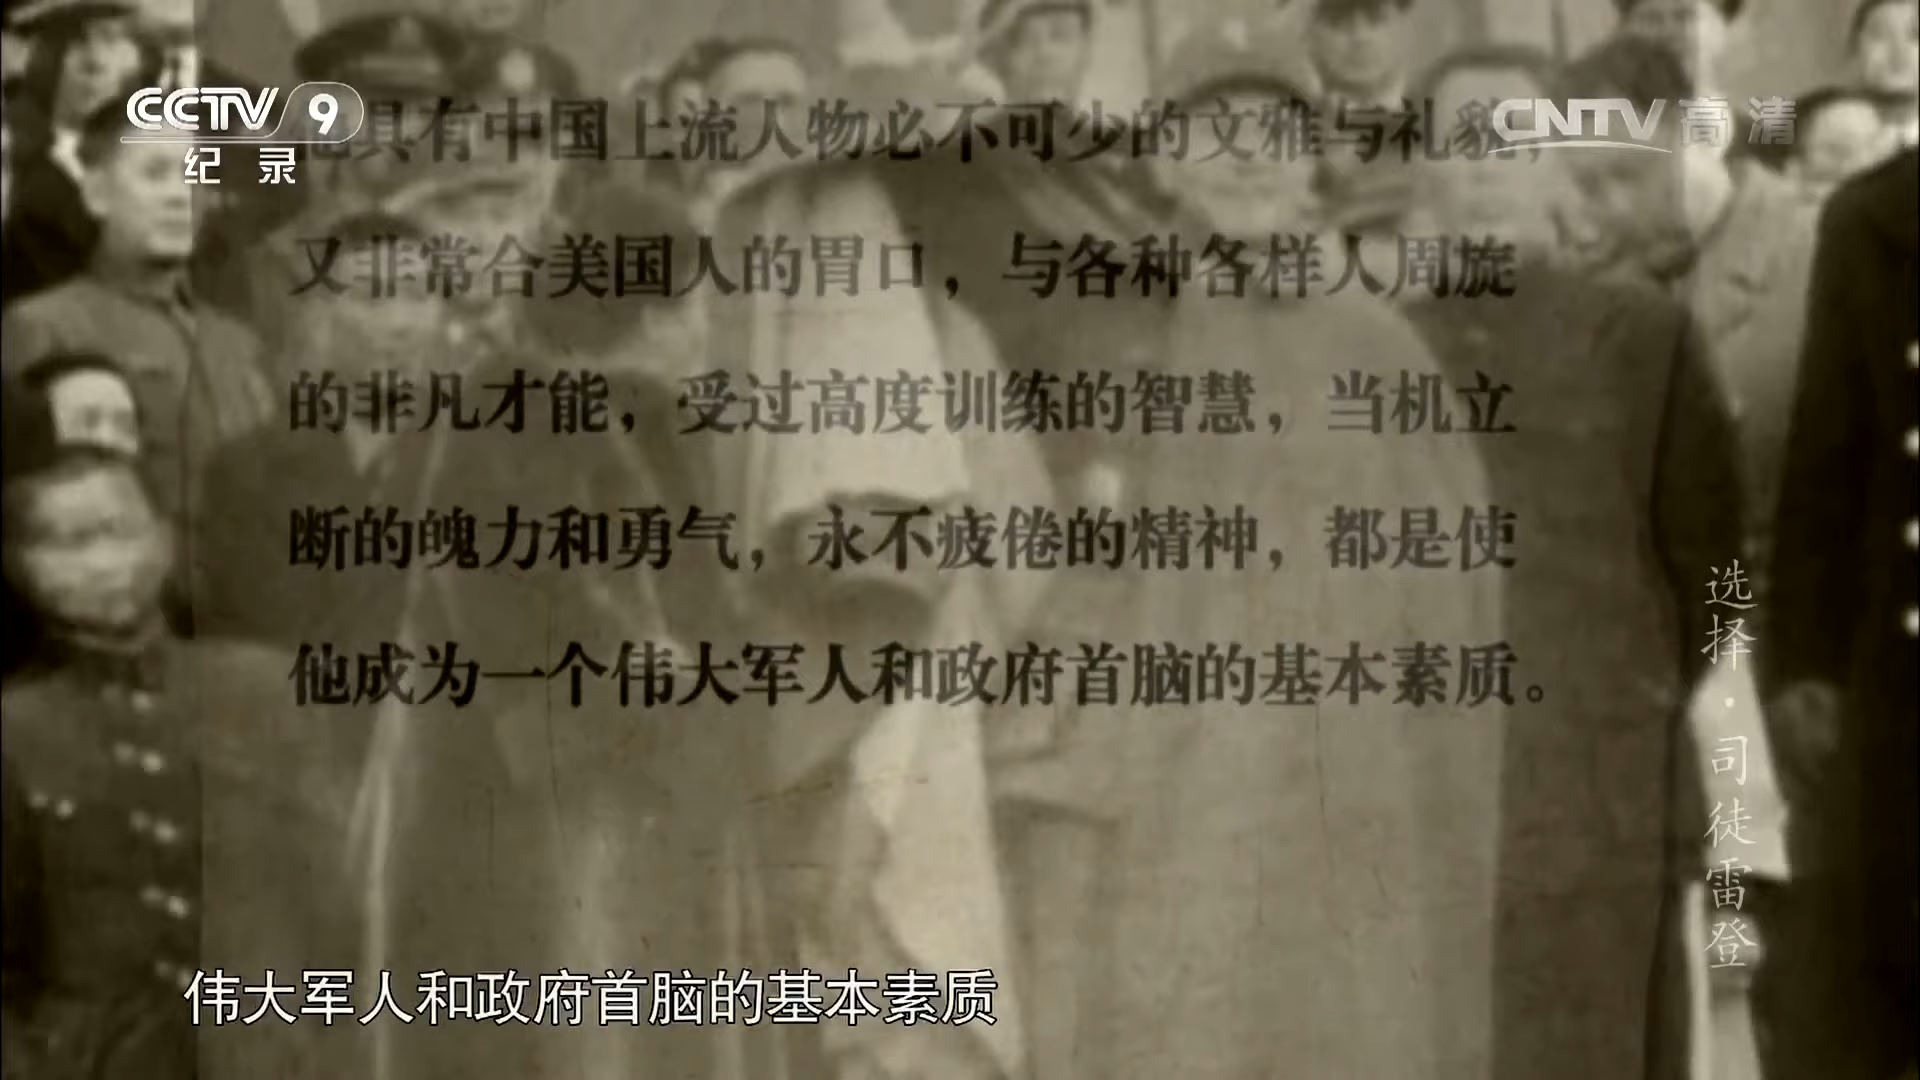 CCTV 9
纪录
CNTV 高清
他具有中国上流人物必不可少的文雅与礼貌，
又非常合美国人的胃口，与各种各样人周旋
的非凡才能，受过高度训练的智慧，当机立
断的魄力和勇气，永不疲倦的精神，都是使
他成为一个伟大军人和政府首脑的基本素质。
选择·司徒雷登
伟大军人和政府首脑的基本素质